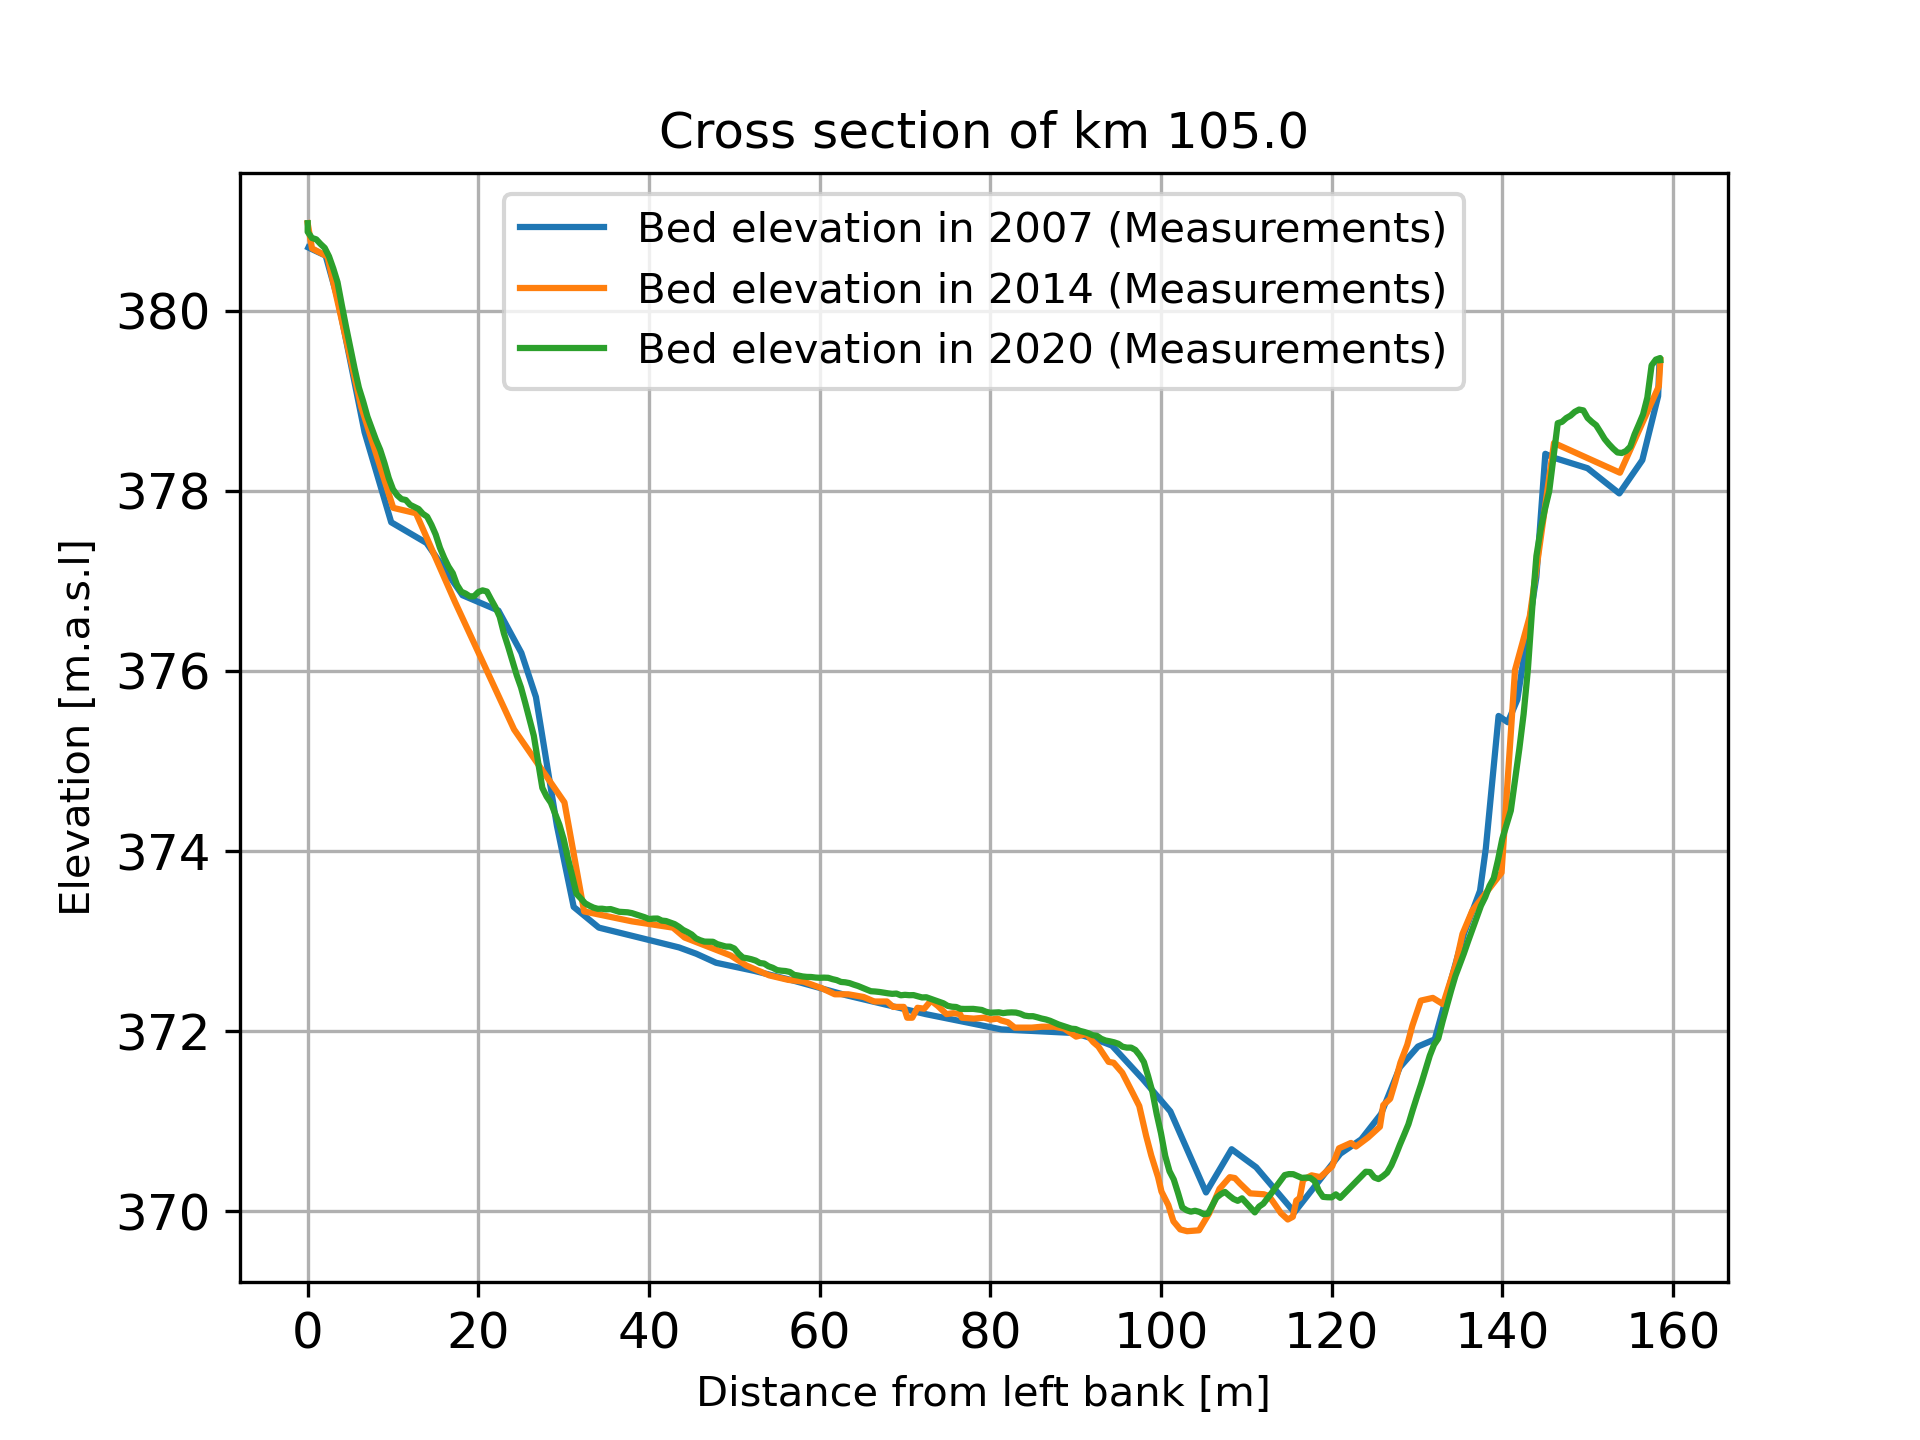 Cross section of km 105.0
Bed elevation in 2007 (Measurements)
Bed elevation in 2014 (Measurements)
Bed elevation in 2020 (Measurements)
Elevation [m.a.s.l]
380
378
376
374
372
370
0 20 40 60 80 100 120 140 160
Distance from left bank [m]